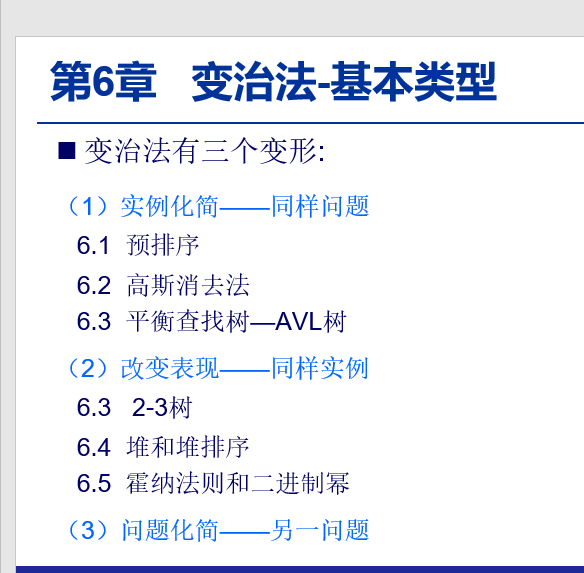 第6章 变治法-基本类型
■ 变治法有三个变形:
（1）实例化简——同样问题
6.1 预排序
6.2 高斯消去法
6.3 平衡查找树—AVL树
（2）改变表现——同样实例
6.3 2-3树
6.4 堆和堆排序
6.5 霍纳法则和二进制幂
（3）问题化简——另一问题